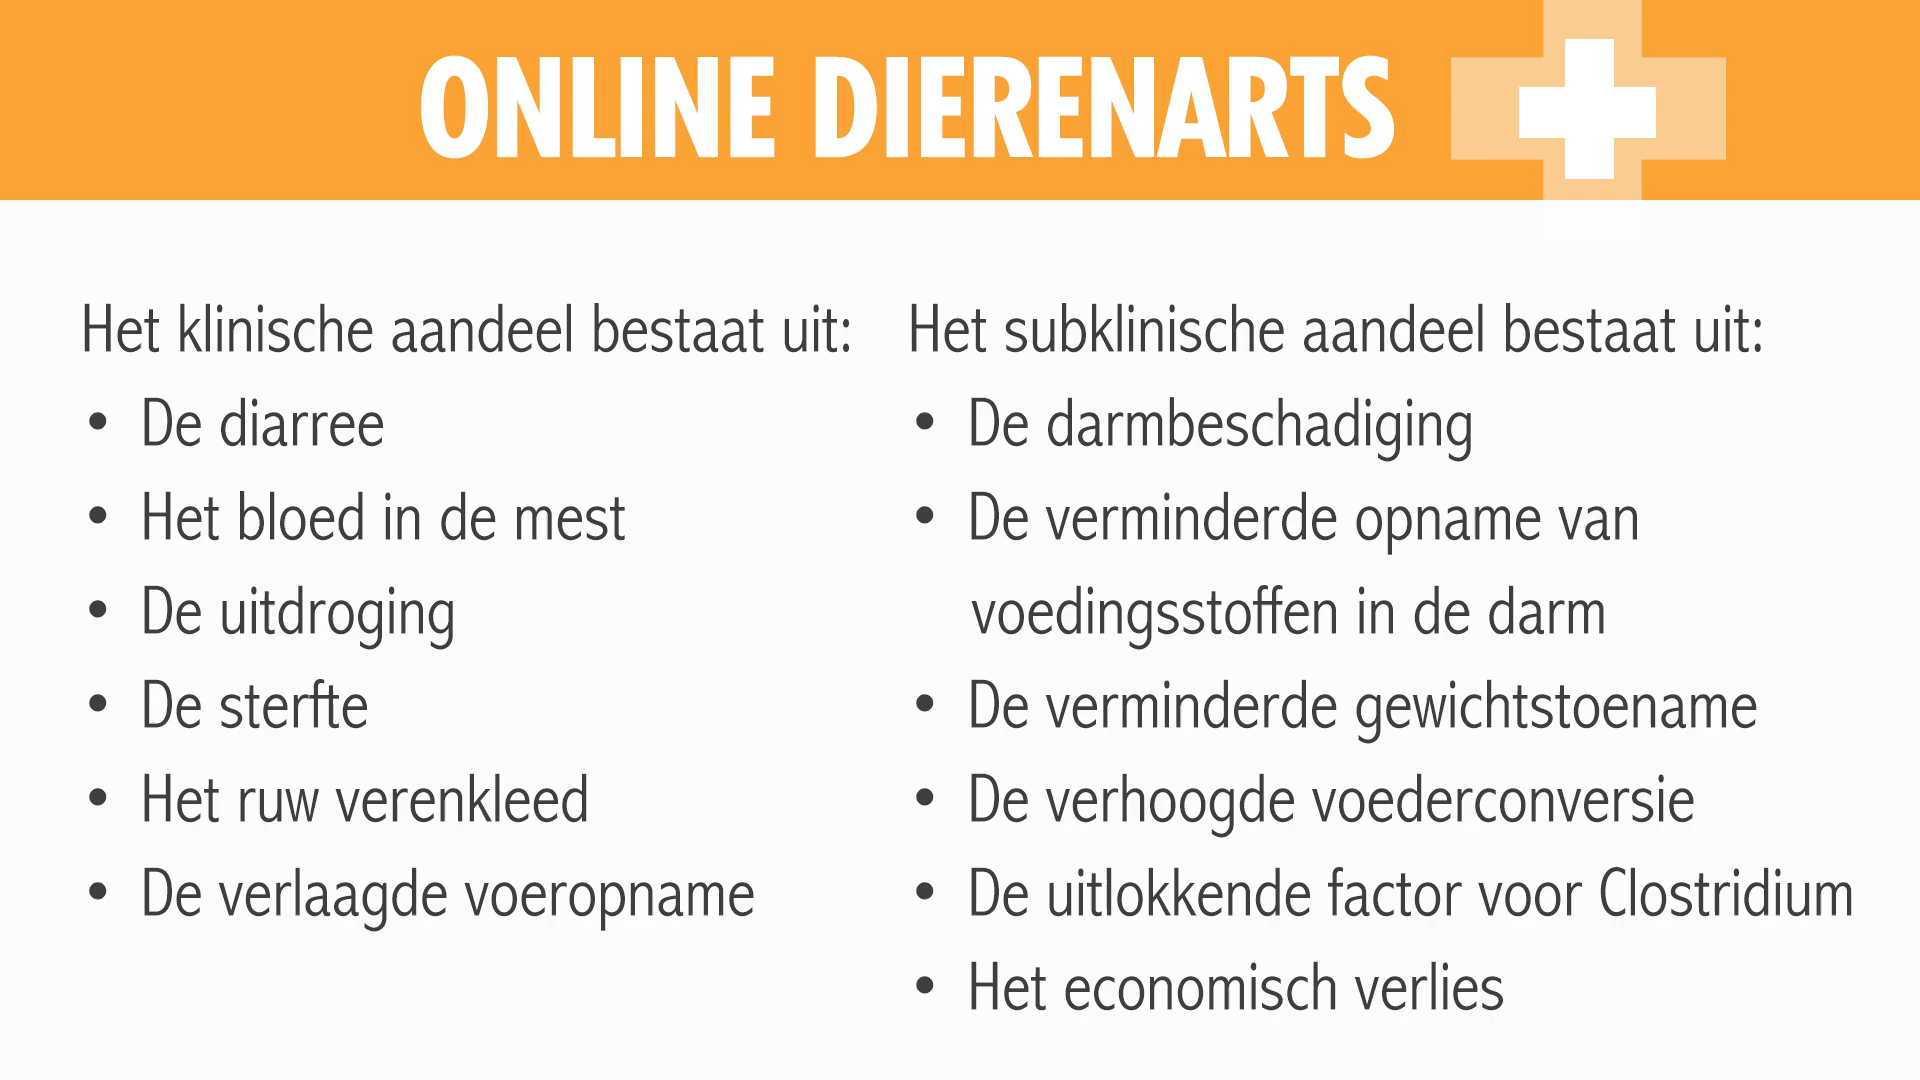 ONLINE DIERENARTS
Het klinische aandeel bestaat uit:
• De diarree
• Het bloed in de mest
• De uitdroging
• De sterfte
• Het ruw verenkleed
• De verlaagde voeropname
Het subklinische aandeel bestaat uit:
• De darmbeschadiging
• De verminderde opname van
voedingsstoffen in de darm
• De verminderde gewichtstoename
• De verhoogde voederconversie
• De uitlokkende factor voor Clostridium
• Het economisch verlies